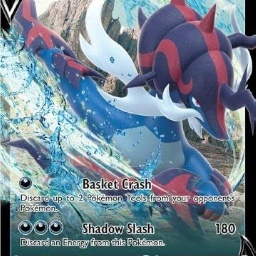 Basket Crash
Discard up to 2 Pokémon Tools from your opponent's
Pokémon.
Shadow Slash 180
Discard an Energy from this Pokémon.